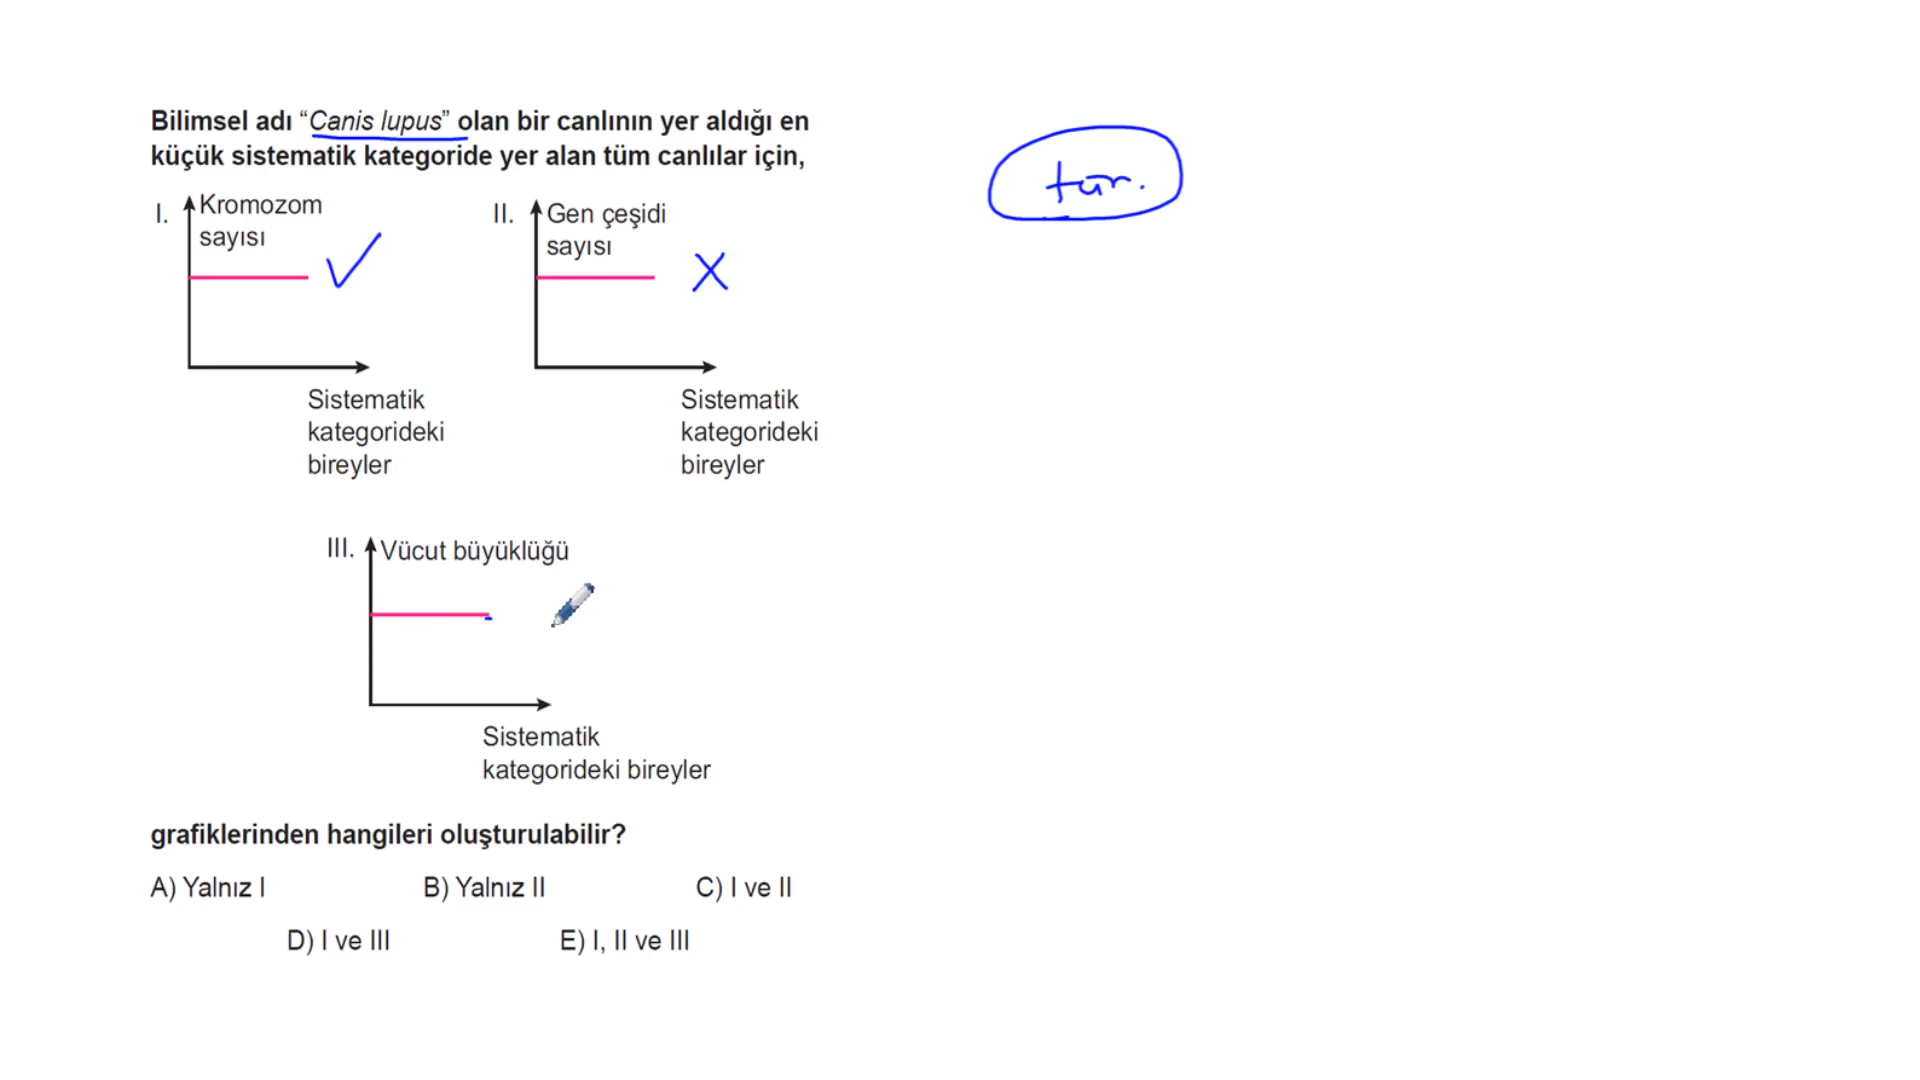 Bilimsel adı “Canis lupus” olan bir canlının yer aldığı en
küçük sistematik kategoride yer alan tüm canlılar için,
tür.
I. Kromozom
sayısı
Sistematik
kategorideki
bireyler
II. Gen çeşidi
sayısı
Sistematik
kategorideki
bireyler
III. Vücut büyüklüğü
Sistematik
kategorideki bireyler
grafiklerinden hangileri oluşturulabilir?
A) Yalnız I B) Yalnız II C) I ve II
D) I ve III E) I, II ve III